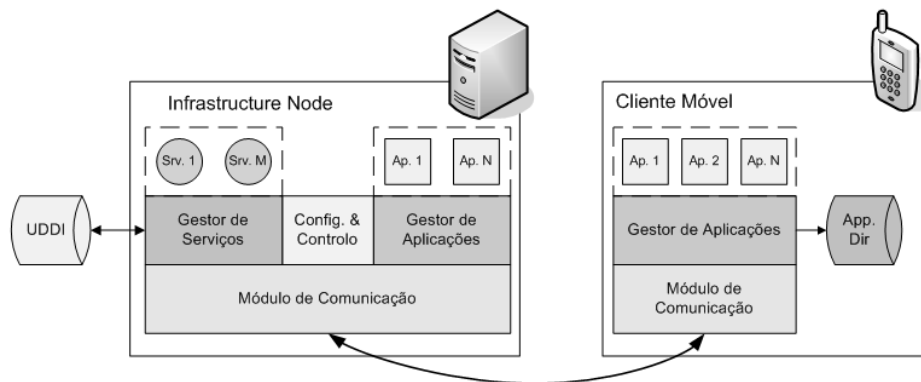 Infrastructure Node
Srv. 1
Srv. M
Ap. 1
Ap. N
UDDI
Gestor de
Serviços
Config. &
Controlo
Gestor de
Aplicações
Módulo de Comunicação
Cliente Móvel
Ap. 1
Ap. 2
Ap. N
Gestor de Aplicações
App.
Dir
Módulo de
Comunicação